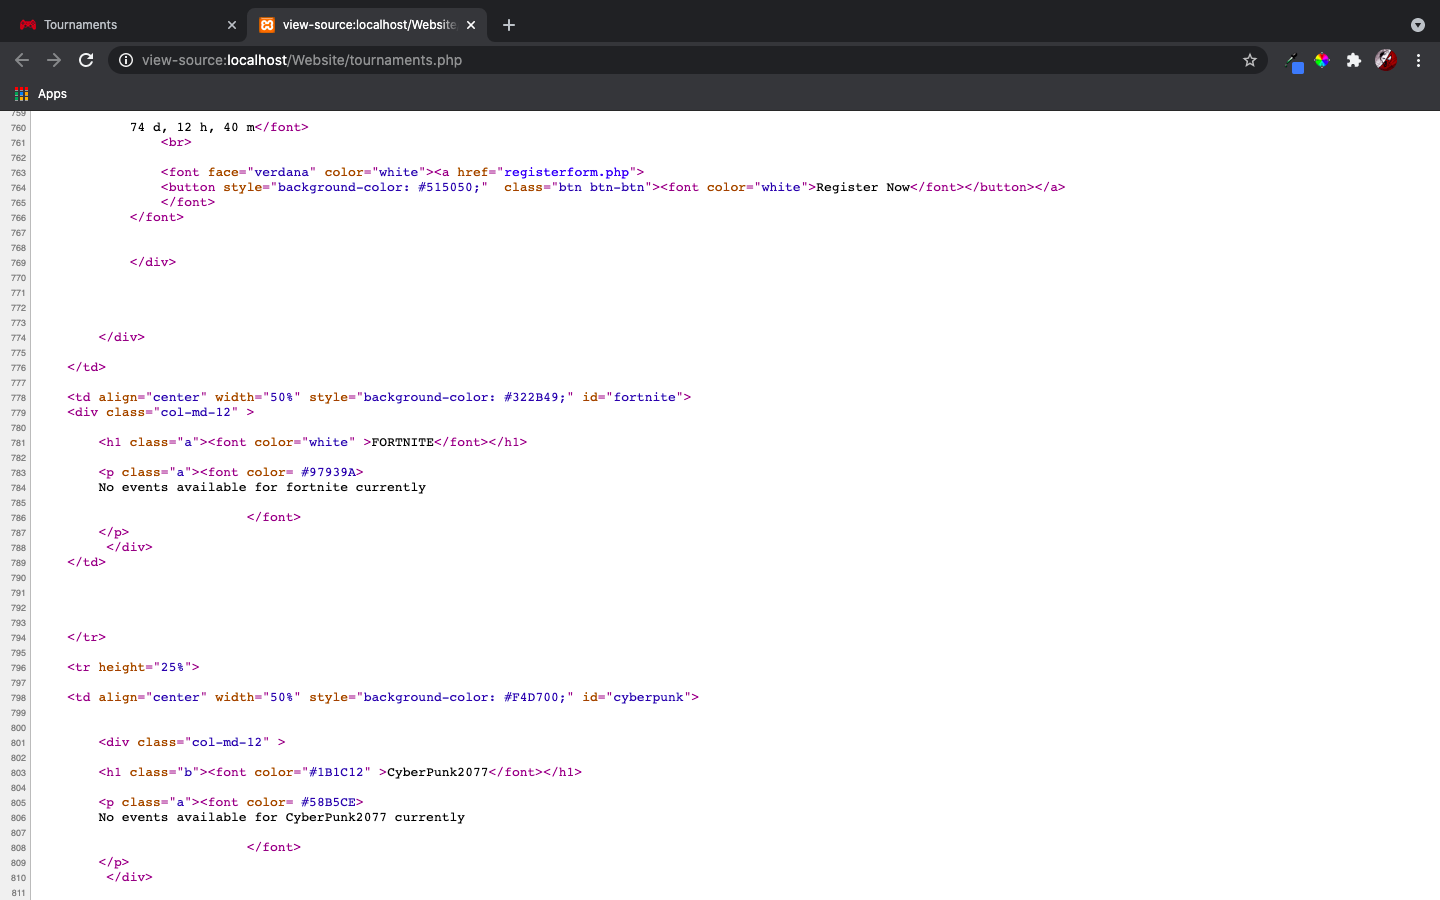 Tournaments
view-source:localhost/Website
view-source:localhost/Website/tournaments.php
Apps
759
760 74 d, 12 h, 40 m</font>
761 <br>
762
763 <font face="verdana" color="white"><a href="registerform.php">
764 <button style="background-color: #515050;"  class="btn btn-btn"><font color="white">Register Now</font></button></a>
765 </font>
766 </font>
767
768
769 </div>
770
771
772
773
774 </div>
775
776 </td>
777
778 <td align="center" width="50%" style="background-color: #322B49;" id="fortnite">
779 <div class="col-md-12" >
780
781 <h1 class="a"><font color="white" >FORTNITE</font></h1>
782
783 <p class="a"><font color= #97939A>
784 No events available for fortnite currently
785
786 </font>
787 </p>
788 </div>
789 </td>
790
791
792
793
794 </tr>
795
796 <tr height="25%">
797
798 <td align="center" width="50%" style="background-color: #F4D700;" id="cyberpunk">
799
800
801 <div class="col-md-12" >
802
803 <h1 class="b"><font color="#1B1C12" >CyberPunk2077</font></h1>
804
805 <p class="a"><font color= #58B5CE>
806 No events available for CyberPunk2077 currently
807
808 </font>
809 </p>
810 </div>
811